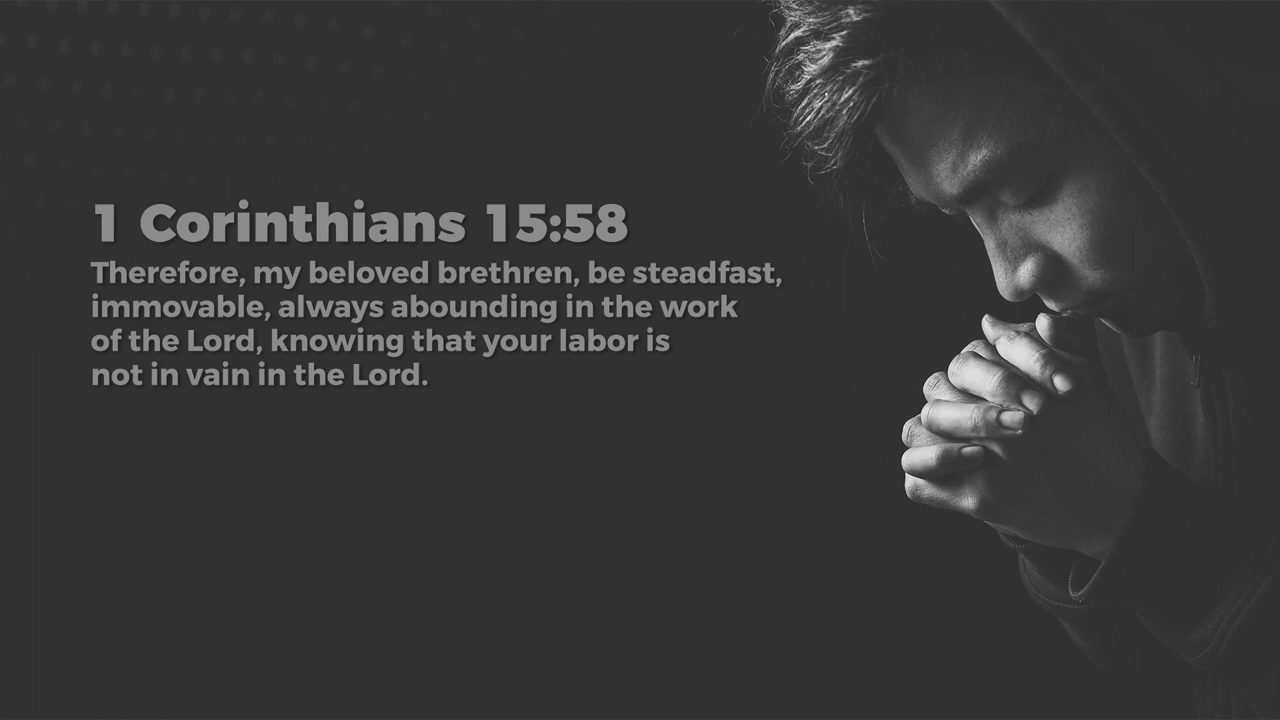 1 Corinthians 15:58
Therefore, my beloved brethren, be steadfast,
immovable, always abounding in the work
of the Lord, knowing that your labor is
not in vain in the Lord.